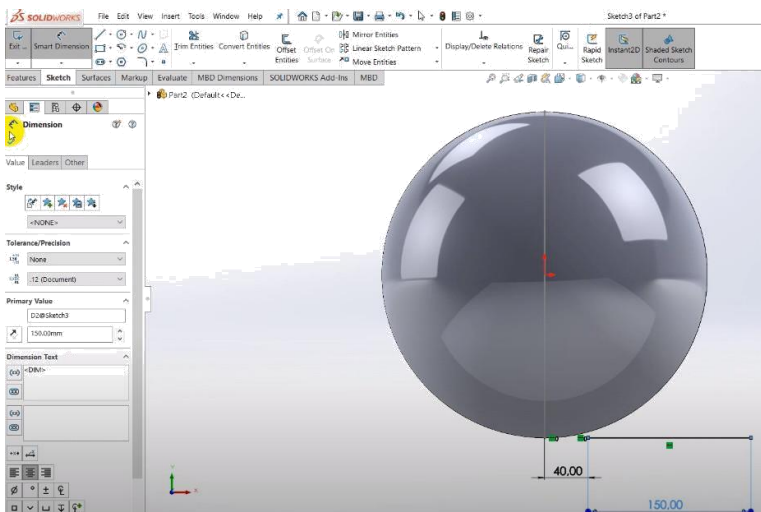 SOLIDWORKS File Edit View Insert Tools Window Help Sketch3 of Part2 *
Exit ... Smart Dimension Trim Entities Convert Entities Offset Entities Offset On Surface Mirror Entities Display/Delete Relations Repair Sketch Qui... Rapid Sketch Instant2D Shaded Sketch Contours
Linear Sketch Pattern
Move Entities
Features Sketch Surfaces Markup Evaluate MBD Dimensions SOLIDWORKS Add-Ins MBD
Part2 (Default<<De...
Dimension
Value Leaders Other
Style
<NONE>
Tolerance/Precision
None
.12 (Document)
Primary Value
D2@Sketch3
150.00mm
Dimension Text
<DIM>
40,00
150,00